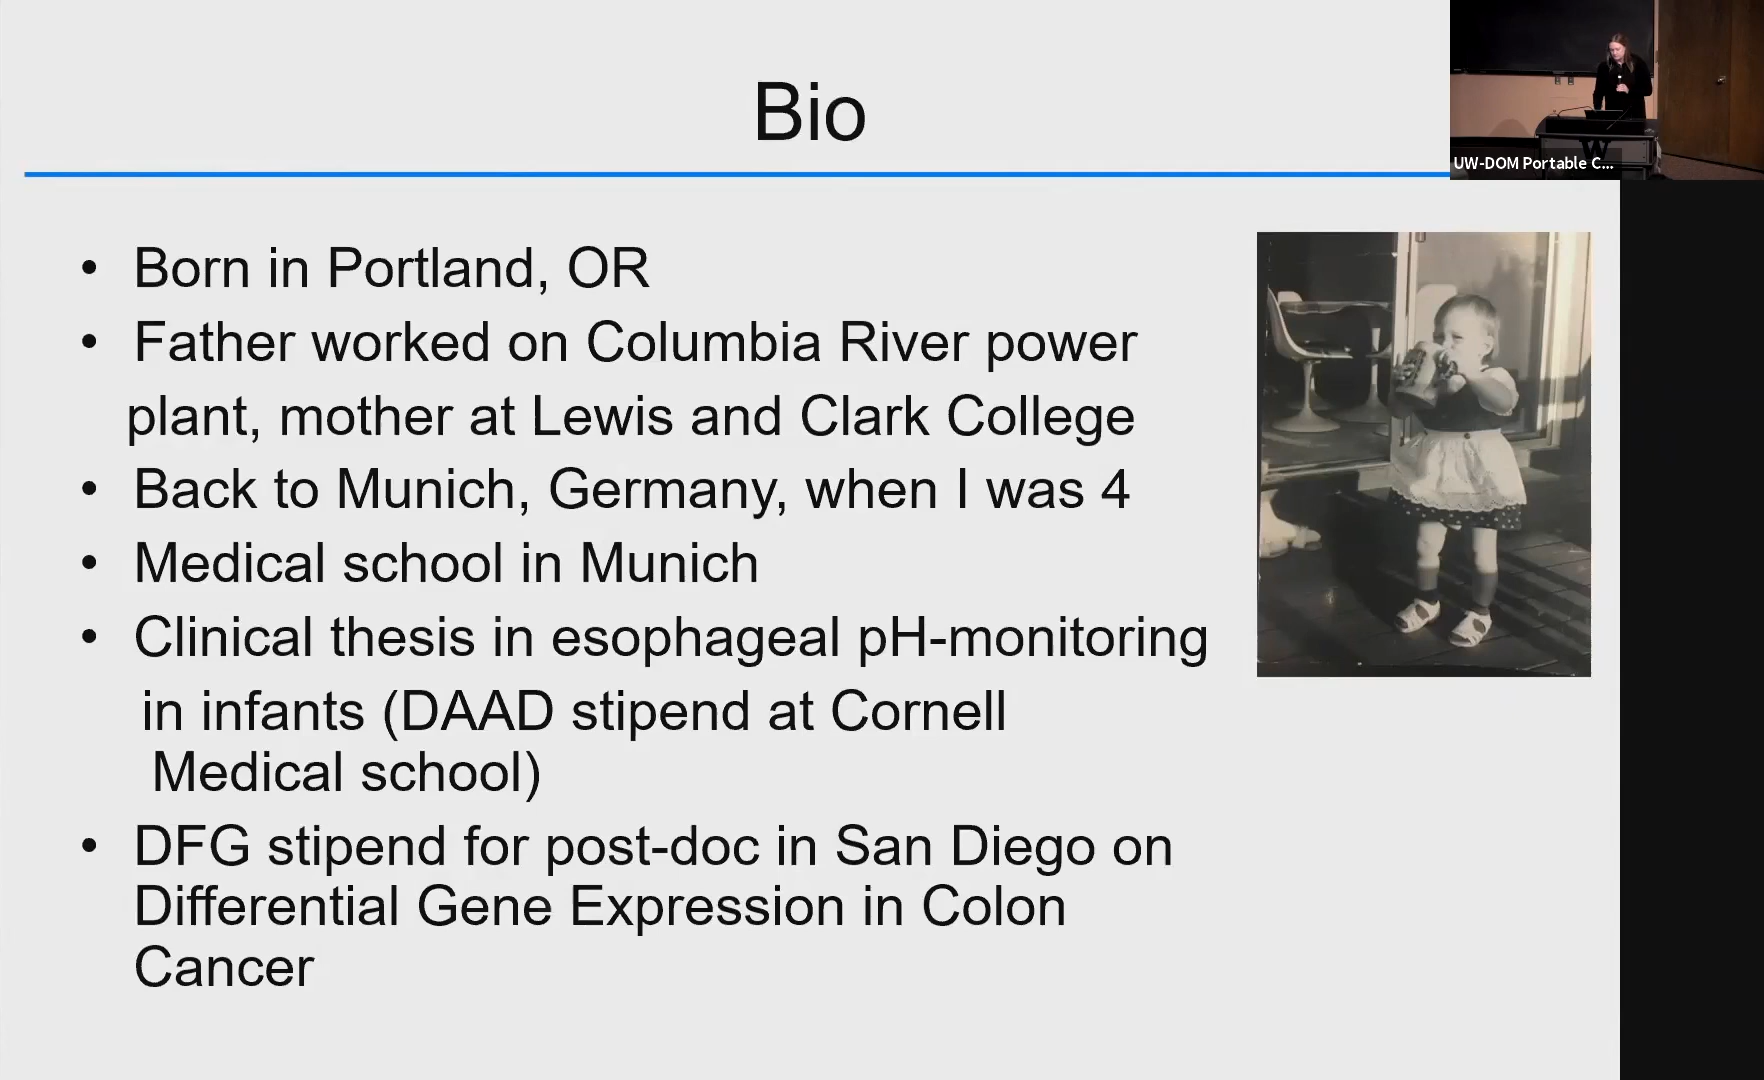 Bio
UW-DOM Portable C...
• Born in Portland, OR
• Father worked on Columbia River power
plant, mother at Lewis and Clark College
• Back to Munich, Germany, when I was 4
• Medical school in Munich
• Clinical thesis in esophageal pH-monitoring
in infants (DAAD stipend at Cornell
Medical school)
• DFG stipend for post-doc in San Diego on
Differential Gene Expression in Colon
Cancer